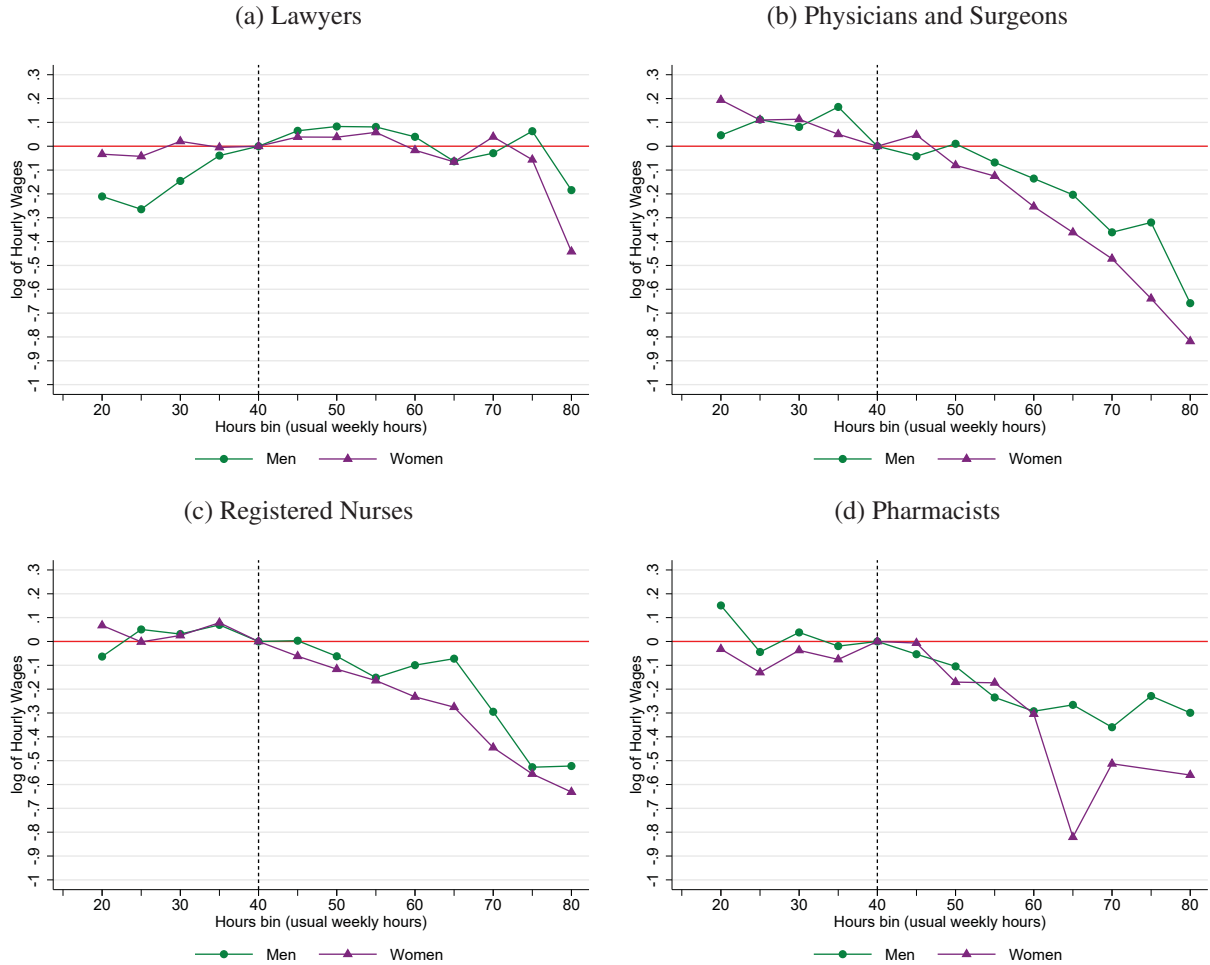 (a) Lawyers
log of Hourly Wages
.3
.2
.1
0
-.1
-.2
-.3
-.4
-.5
-.6
-.7
-.8
-.9
-1
20 30 40 50 60 70 80
Hours bin (usual weekly hours)
Men Women
(b) Physicians and Surgeons
log of Hourly Wages
.3
.2
.1
0
-.1
-.2
-.3
-.4
-.5
-.6
-.7
-.8
-.9
-1
20 30 40 50 60 70 80
Hours bin (usual weekly hours)
Men Women
(c) Registered Nurses
log of Hourly Wages
.3
.2
.1
0
-.1
-.2
-.3
-.4
-.5
-.6
-.7
-.8
-.9
-1
20 30 40 50 60 70 80
Hours bin (usual weekly hours)
Men Women
(d) Pharmacists
log of Hourly Wages
.3
.2
.1
0
-.1
-.2
-.3
-.4
-.5
-.6
-.7
-.8
-.9
-1
20 30 40 50 60 70 80
Hours bin (usual weekly hours)
Men Women